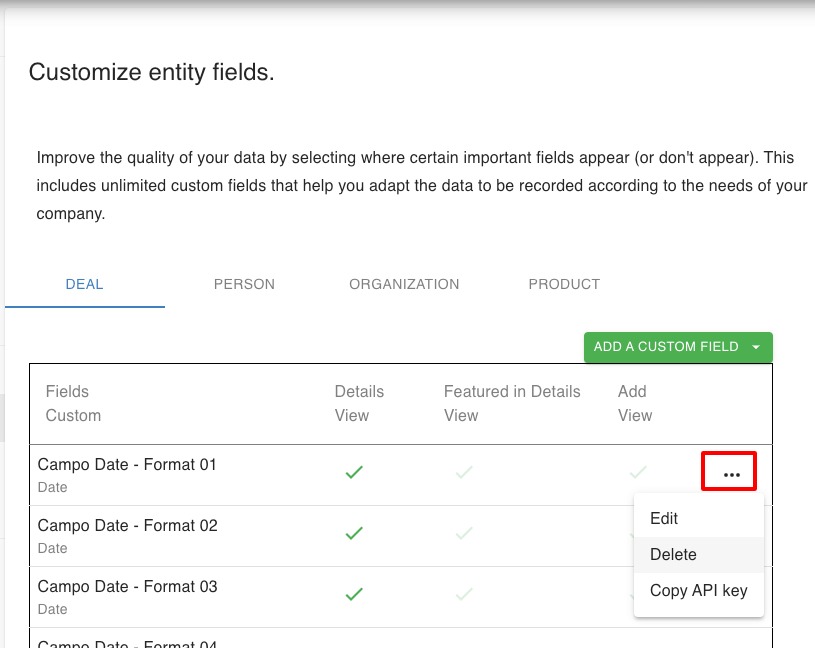 Customize entity fields.
Improve the quality of your data by selecting where certain important fields appear (or don't appear). This
includes unlimited custom fields that help you adapt the data to be recorded according to the needs of your
company.
DEAL PERSON ORGANIZATION PRODUCT
ADD A CUSTOM FIELD
Fields Details Featured in Details Add
Custom View View View
Campo Date - Format 01
Date
Edit
Campo Date - Format 02
Date
Delete
Campo Date - Format 03
Copy API key
Date
Campo Date - Format 04